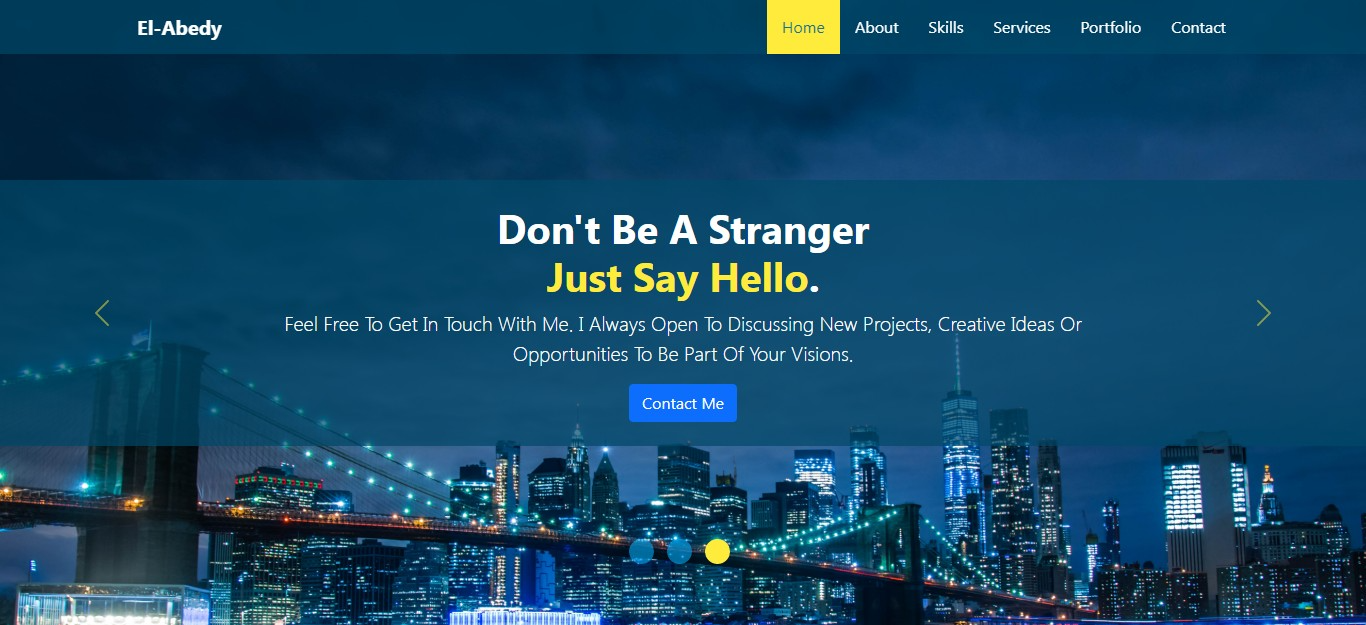 El-Abedy
Home About Skills Services Portfolio Contact
Don't Be A Stranger
Just Say Hello.
Feel Free To Get In Touch With Me. I Always Open To Discussing New Projects, Creative Ideas Or
Opportunities To Be Part Of Your Visions.
Contact Me